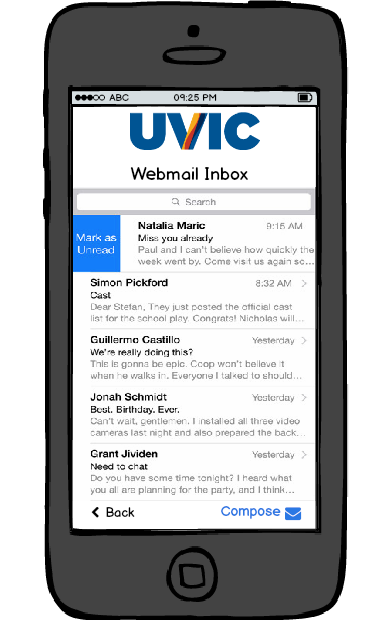 ABC 09:25 PM
UVIC
Webmail Inbox
Search
Mark as
Unread
Natalia Maric 9:15 AM
Miss you already
Paul and I can't believe how quickly the
week went by. Come visit us again so...
Simon Pickford 8:32 AM
Cast
Dear Stefan, They just posted the official cast
list for the school play. Congrats! Nicholas will...
Guillermo Castillo Yesterday
We're really doing this?
This is gonna be epic. Coop won't believe it
when he walks in. Everyone I talked to should...
Jonah Schmidt Yesterday
Best. Birthday. Ever.
Can't wait, gentlemen. I installed all three video
cameras last night and also prepared the back...
Grant Jividen Yesterday
Need to chat
Do you have some time tonight? I heard what
you all are planning for the party, and I think...
Back Compose